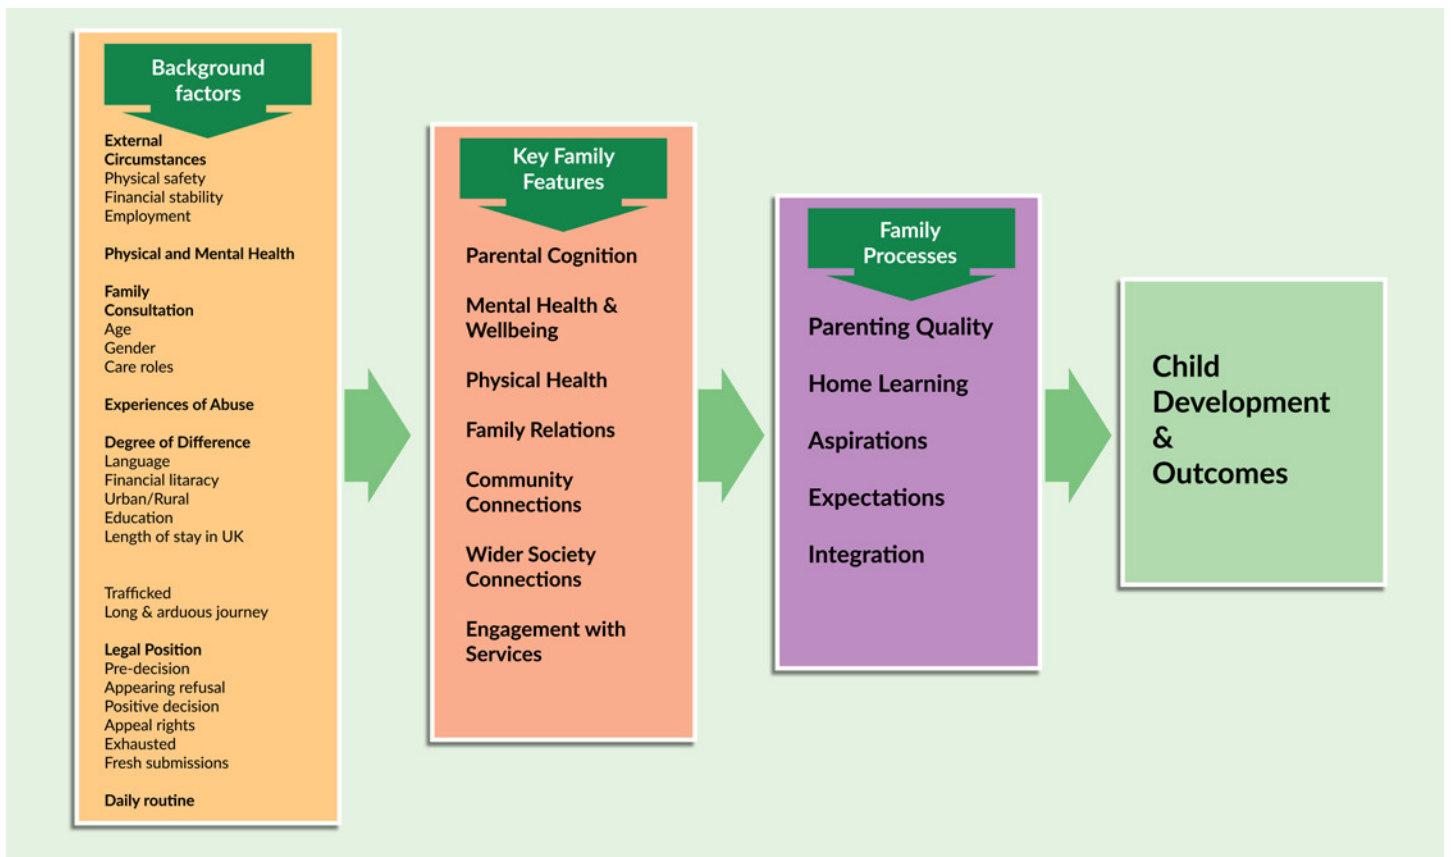 Background
factors
External
Circumstances
Physical safety
Financial stability
Employment
Physical and Mental Health
Family
Consultation
Age
Gender
Care roles
Experiences of Abuse
Degree of Difference
Language
Financial litaracy
Urban/Rural
Education
Length of stay in UK
Trafficked
Long & arduous journey
Legal Position
Pre-decision
Appearing refusal
Positive decision
Appeal rights
Exhausted
Fresh submissions
Daily routine
Key Family
Features
Parental Cognition
Mental Health &
Wellbeing
Physical Health
Family Relations
Community
Connections
Wider Society
Connections
Engagement with
Services
Family
Processes
Parenting Quality
Home Learning
Aspirations
Expectations
Integration
Child
Development
&
Outcomes